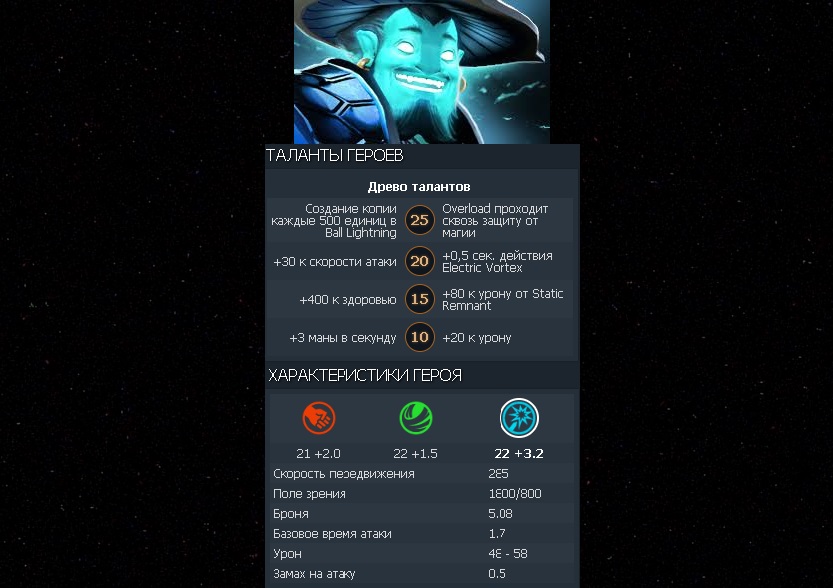 ТАЛАНТЫ ГЕРОЕВ
Древо талантов
Создание копии
каждые 500 единиц в
Ball Lightning
25
Overload проходит
сквозь защиту от
магии
+30 к скорости атаки
20
+0,5 сек. действия
Electric Vortex
+400 к здоровью
15
+80 к урону от Static
Remnant
+3 маны в секунду
10
+20 к урону
ХАРАКТЕРИСТИКИ ГЕРОЯ
21 +2.0
22 +1.5
22 +3.2
Скорость передвижения
285
Поле зрения
1800/800
Броня
5.08
Базовое время атаки
1.7
Урон
48 - 58
Замах на атаку
0.5